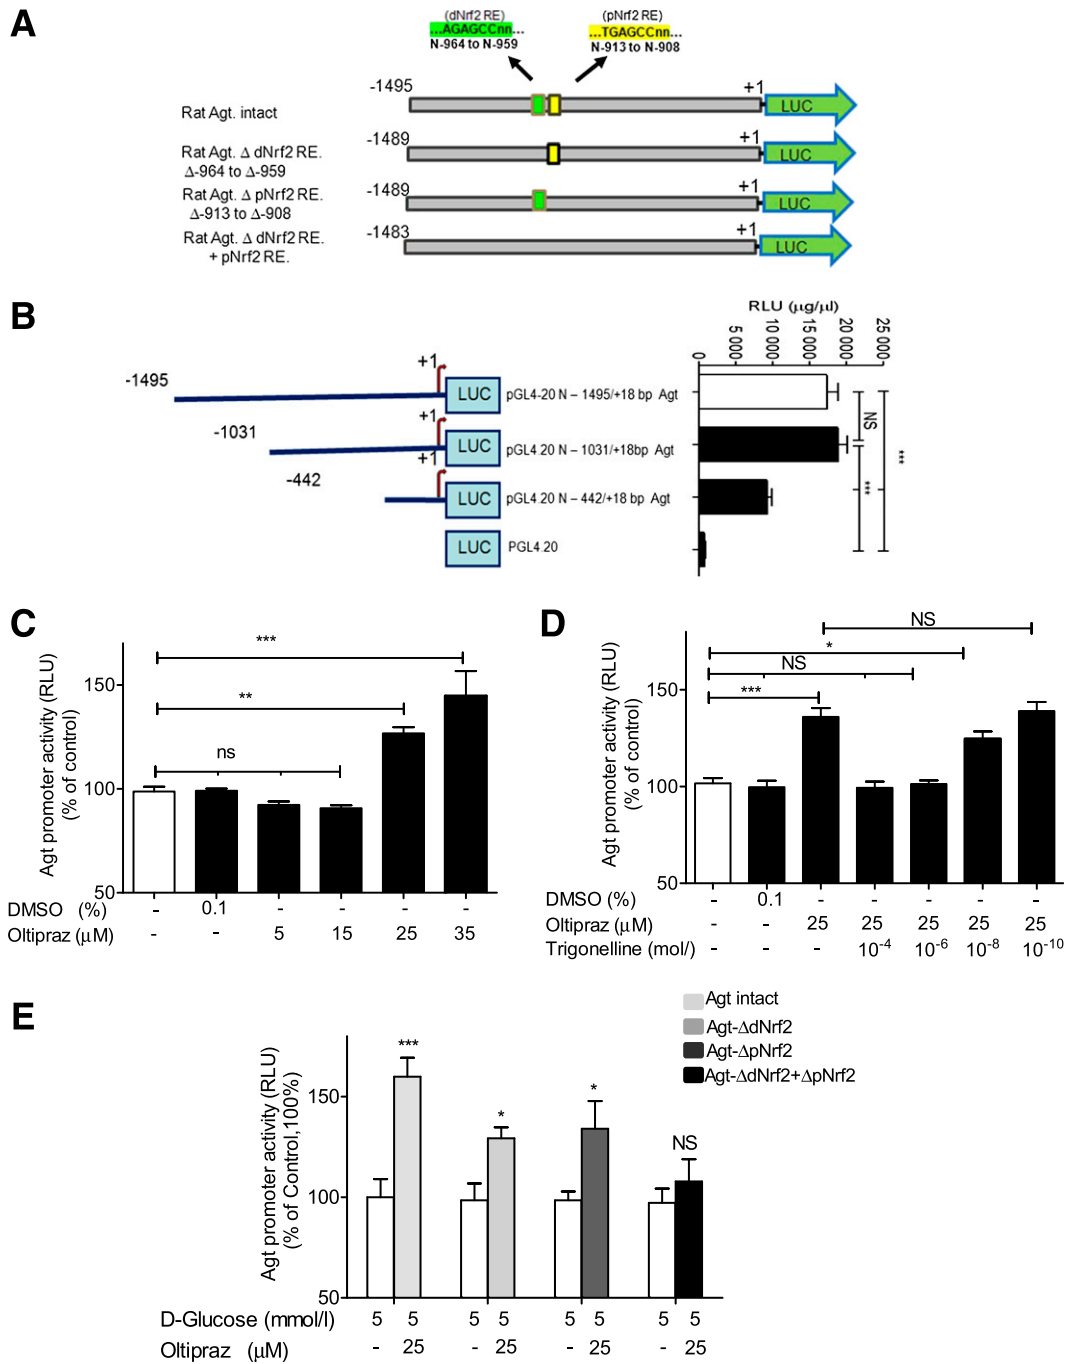 A
(dNrf2 RE)
...AGAGCCnn...
N-964 to N-959
(pNrf2 RE)
...TGAGCCnn...
N-913 to N-908
Rat Agt. intact
-1495
+1
LUC
Rat Agt. Δ dNrf2 RE.
Δ-964 to Δ-959
-1489
+1
LUC
Rat Agt. Δ pNrf2 RE.
Δ-913 to Δ-908
-1489
+1
LUC
Rat Agt. Δ dNrf2 RE.
+ pNrf2 RE.
-1483
+1
LUC
B
RLU (µg/µl)
0
5 000
10 000
15 000
20 000
25 000
-1495
+1
LUC
pGL4-20 N – 1495/+18 bp Agt
-1031
+1
LUC
pGL4 20 N – 1031/+18bp Agt
-442
+1
LUC
pGL4 20 N – 442/+18 bp Agt
LUC
PGL4 20
NS
***
***
C
Agt promoter activity (RLU)
(% of control)
150
100
50
***
**
ns
DMSO (%) - 0.1 - - - -
Oltipraz (µM) - - 5 15 25 35
D
Agt promoter activity (RLU)
(% of control)
150
100
50
NS
*
NS
***
DMSO (%) - 0.1 - - - - -
Oltipraz (µM) - - 25 25 25 25 25
Trigonelline (mol/) - - - 10-4 10-6 10-8 10-10
E
Agt intact
Agt-ΔdNrf2
Agt-ΔpNrf2
Agt-ΔdNrf2+ΔpNrf2
Agt promoter activity (RLU)
(% of Control,100%)
150
100
50
***
*
*
NS
D-Glucose (mmol/l) 5 5 5 5 5 5 5 5
Oltipraz (µM) - 25 - 25 - 25 - 25